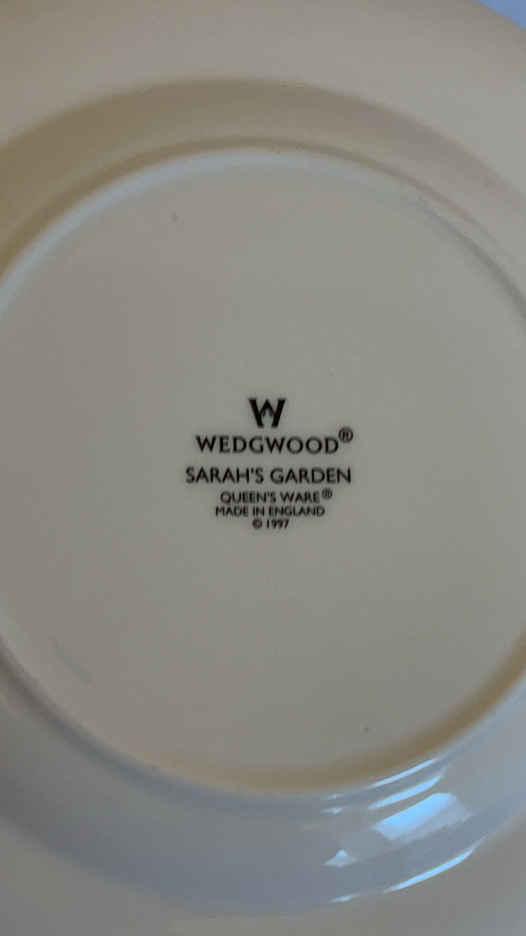 W
WEDGWOOD®
SARAH'S GARDEN
QUEEN'S WARE®
MADE IN ENGLAND
© 1997